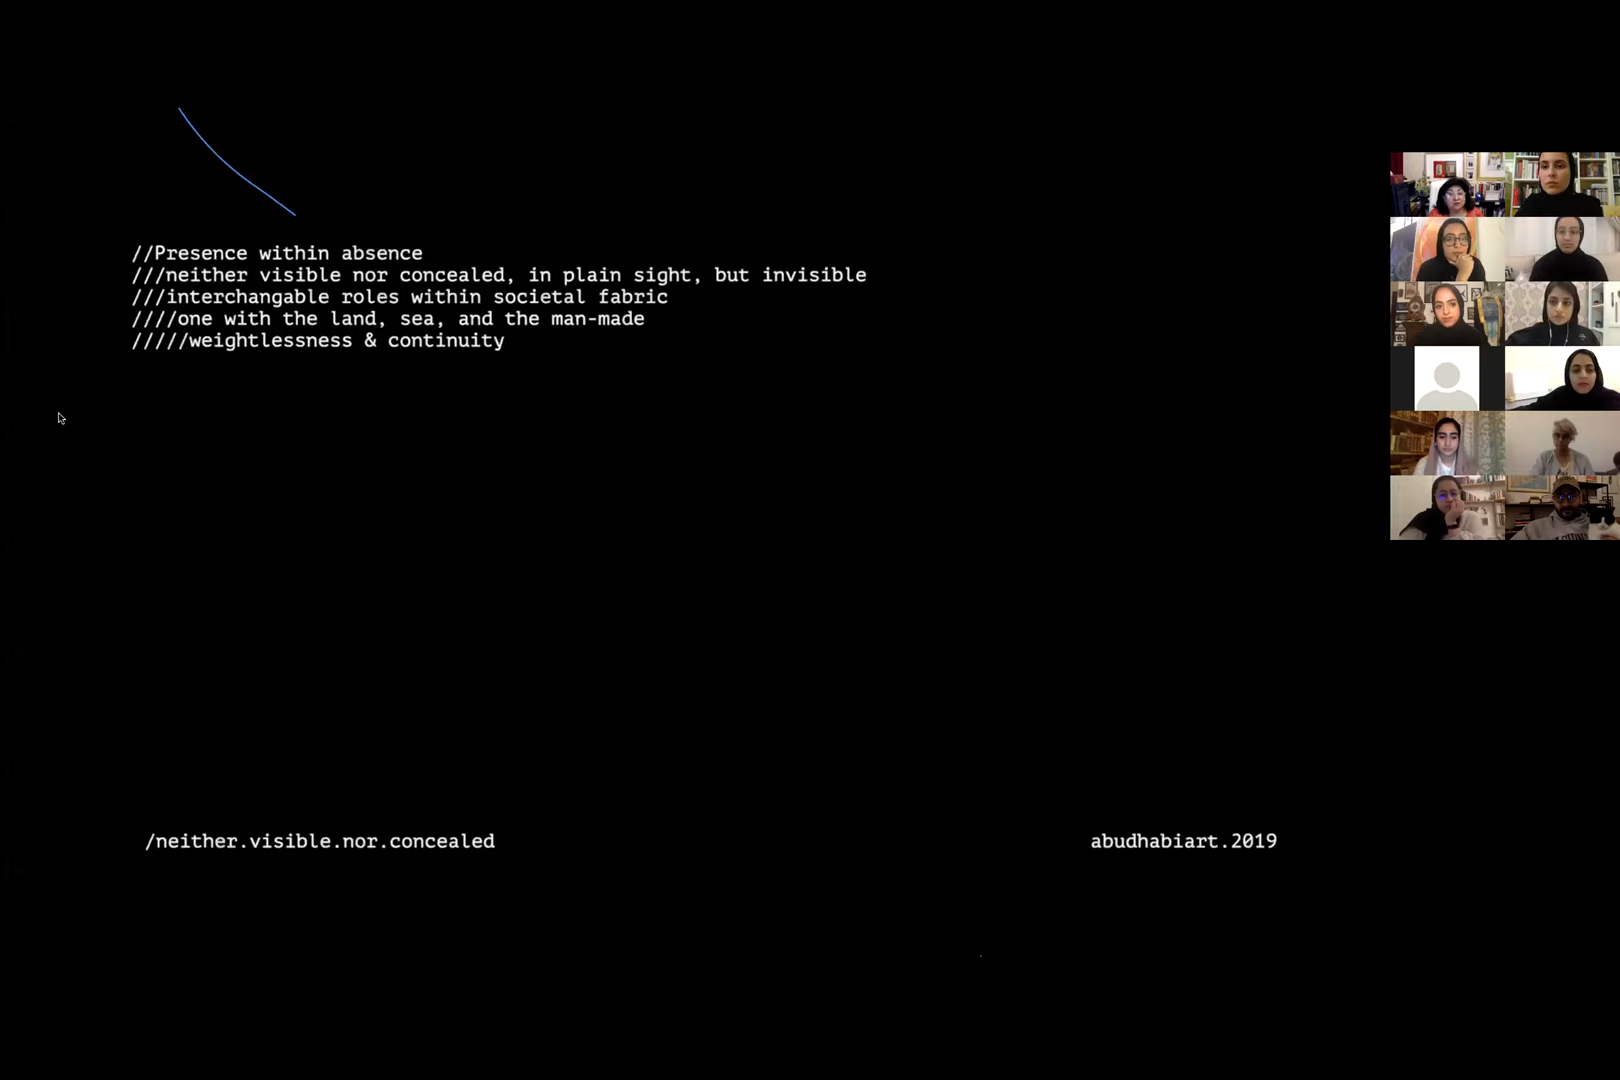 //Presence within absence
///neither visible nor concealed, in plain sight, but invisible
///interchangable roles within societal fabric
////one with the land, sea, and the man-made
/////weightlessness & continuity
/neither.visible.nor.concealed
abudhabiart.2019